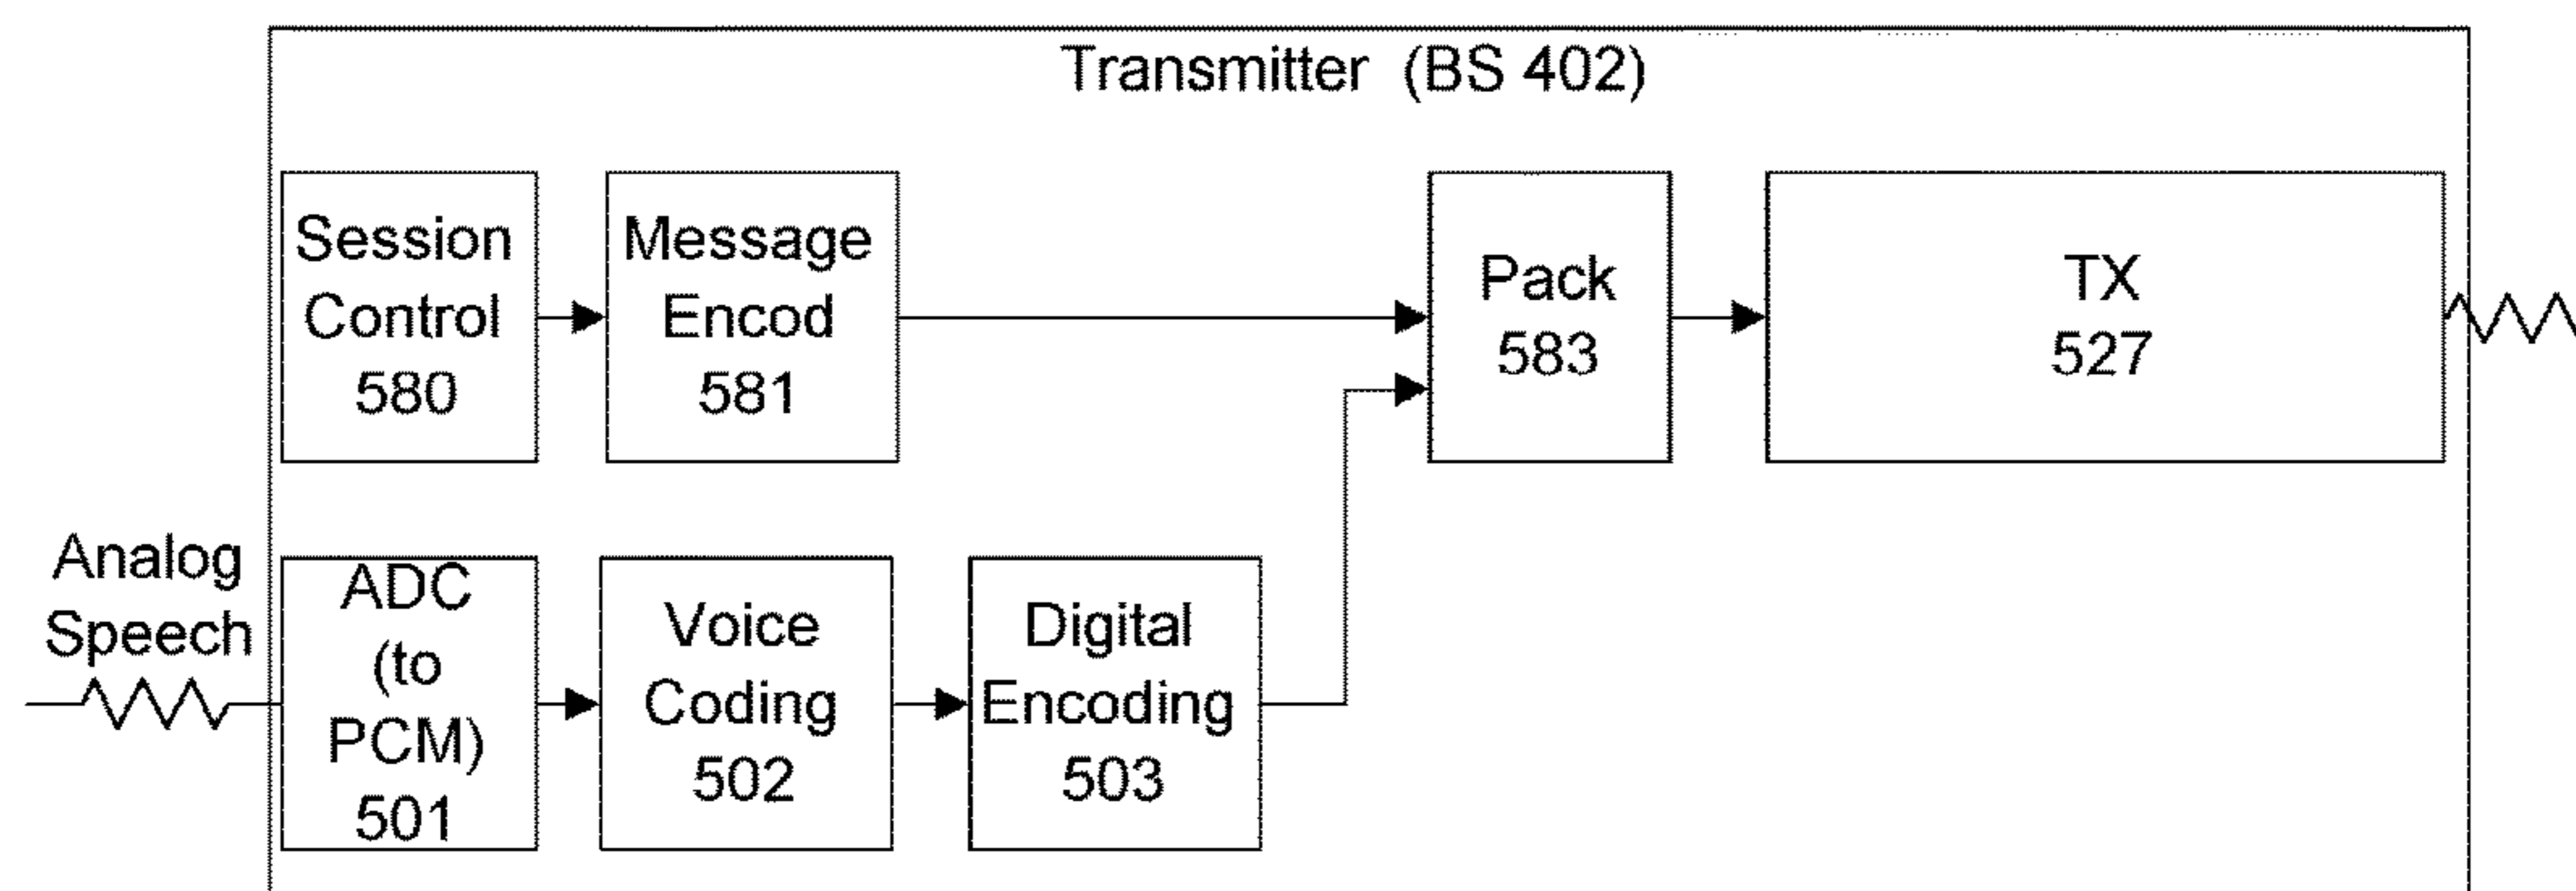 Transmitter (BS 402)
Session
Control
580
Message
Encod
581
Pack
583
TX
527
Analog
Speech
ADC
(to
PCM)
501
Voice
Coding
502
Digital
Encoding
503